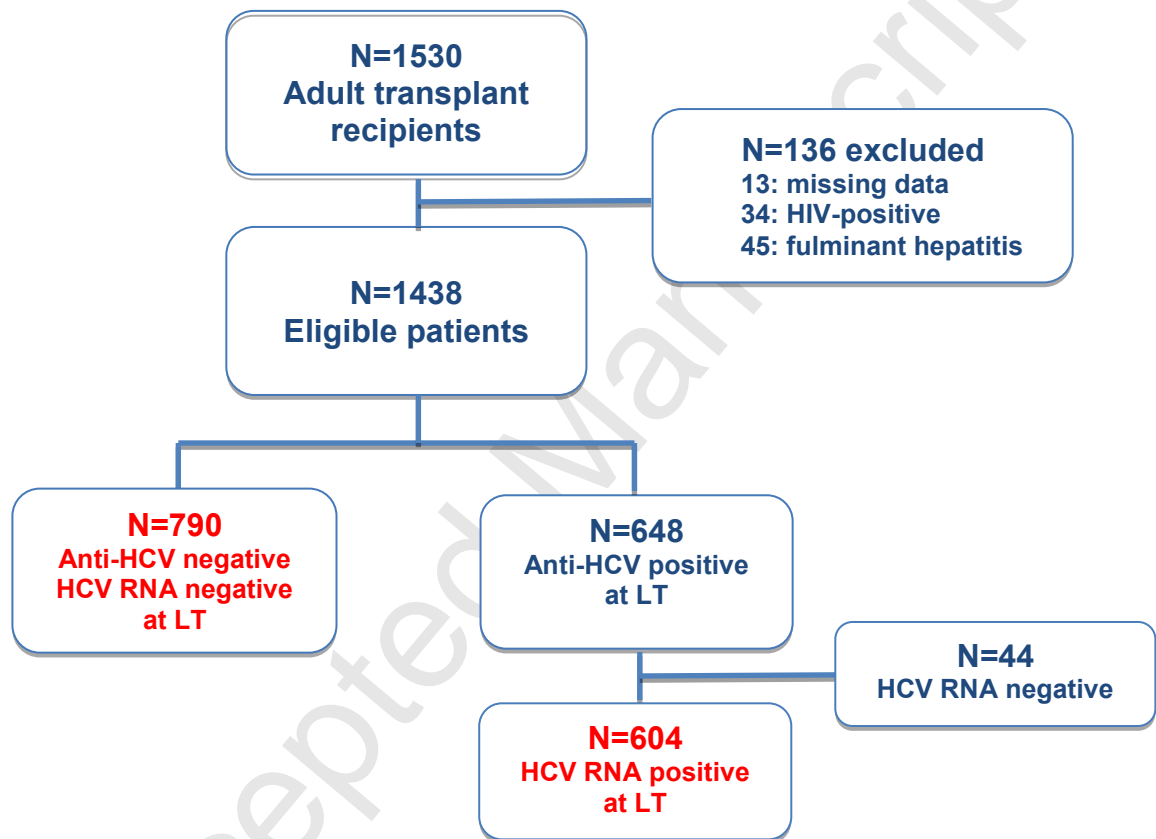 N=1530
Adult transplant
recipients
N=136 excluded
13: missing data
34: HIV-positive
45: fulminant hepatitis
N=1438
Eligible patients
N=790
Anti-HCV negative
HCV RNA negative
at LT
N=648
Anti-HCV positive
at LT
N=44
HCV RNA negative
N=604
HCV RNA positive
at LT